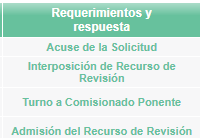 Requerimientos y
respuesta
Acuse de la Solicitud
Interposición de Recurso de
Revisión
Turno a Comisionado Ponente
Admisión del Recurso de Revisión